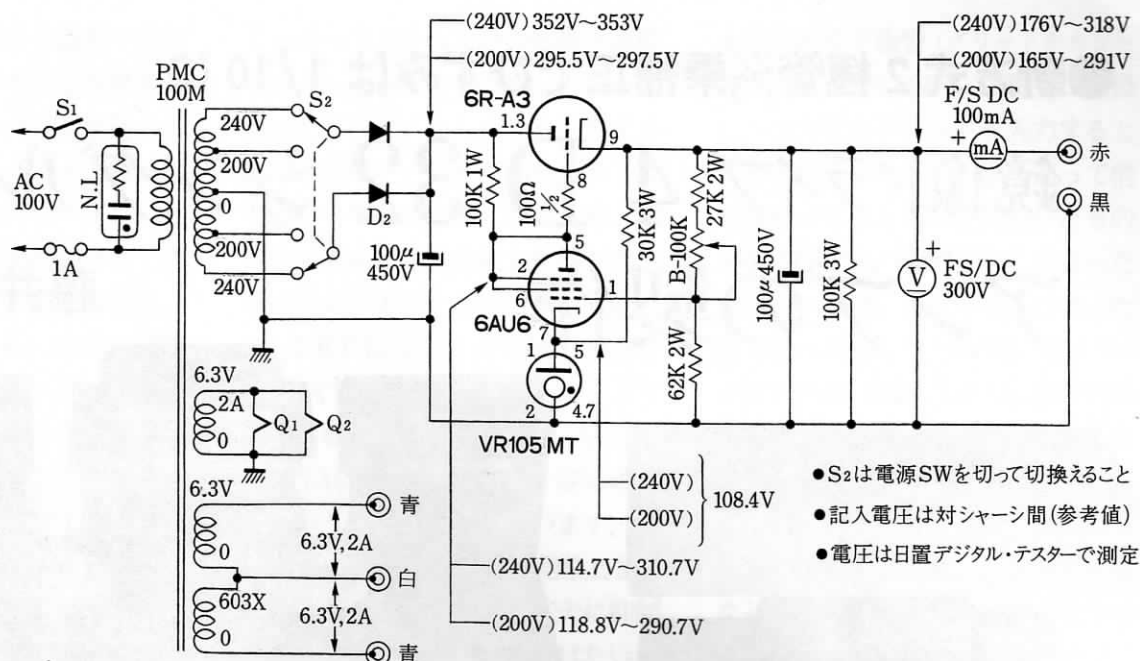 (240V) 352V〜353V
(200V) 295.5V〜297.5V
(240V) 176V〜318V
(200V) 165V〜291V
PMC
100M
S1
S2
240V
200V
0
200V
240V
AC
100V
N.L
1A
D2
100μ
450V
6R-A3
1.3
9
8
100K 1W
100Ω
1/2
5
2
6
1
6AU6
7
1
5
2
4.7
VR105 MT
30K 3W
27K 2W
B-100K
62K 2W
100μ 450V
100K 3W
F/S DC
100mA
+
mA
赤
黒
+
V
FS/DC
300V
6.3V
2A
0
Q1
Q2
6.3V
0
603X
0
6.3V,2A
6.3V,2A
青
白
青
(240V)
(200V)
108.4V
(240V) 114.7V〜310.7V
(200V) 118.8V〜290.7V
●S2は電源SWを切って切換えること
●記入電圧は対シャーシ間(参考値)
●電圧は日置デジタル・テスターで測定